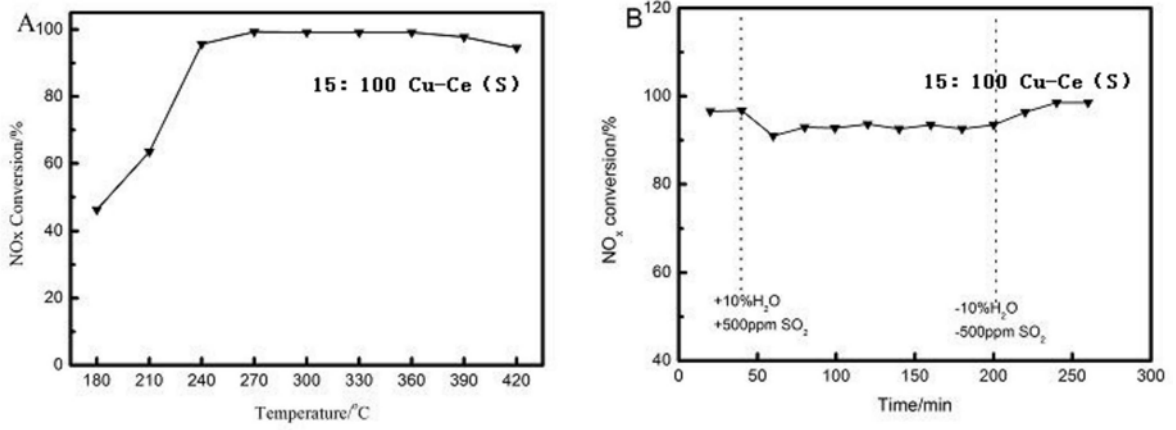 A
100
80
60
40
20
0
NOx Conversion/%
15: 100 Cu-Ce (S)
180 210 240 270 300 330 360 390 420
Temperature/°C
B
120
100
80
60
40
NOₓ conversion/%
15: 100 Cu-Ce (S)
+10%H₂O
+500ppm SO₂
-10%H₂O
-500ppm SO₂
0 50 100 150 200 250 300
Time/min